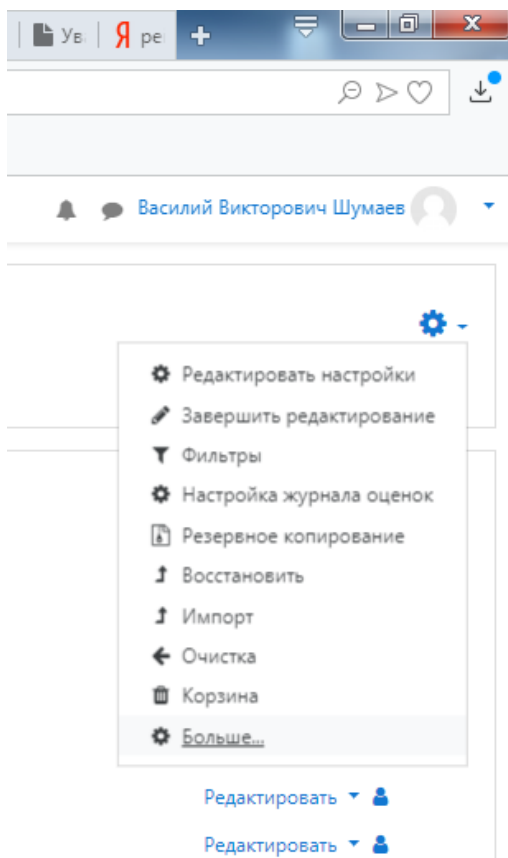 Ув
Я ре
Василий Викторович Шумаев
Редактировать настройки
Завершить редактирование
Фильтры
Настройка журнала оценок
Резервное копирование
Восстановить
Импорт
Очистка
Корзина
Больше...
Редактировать
Редактировать